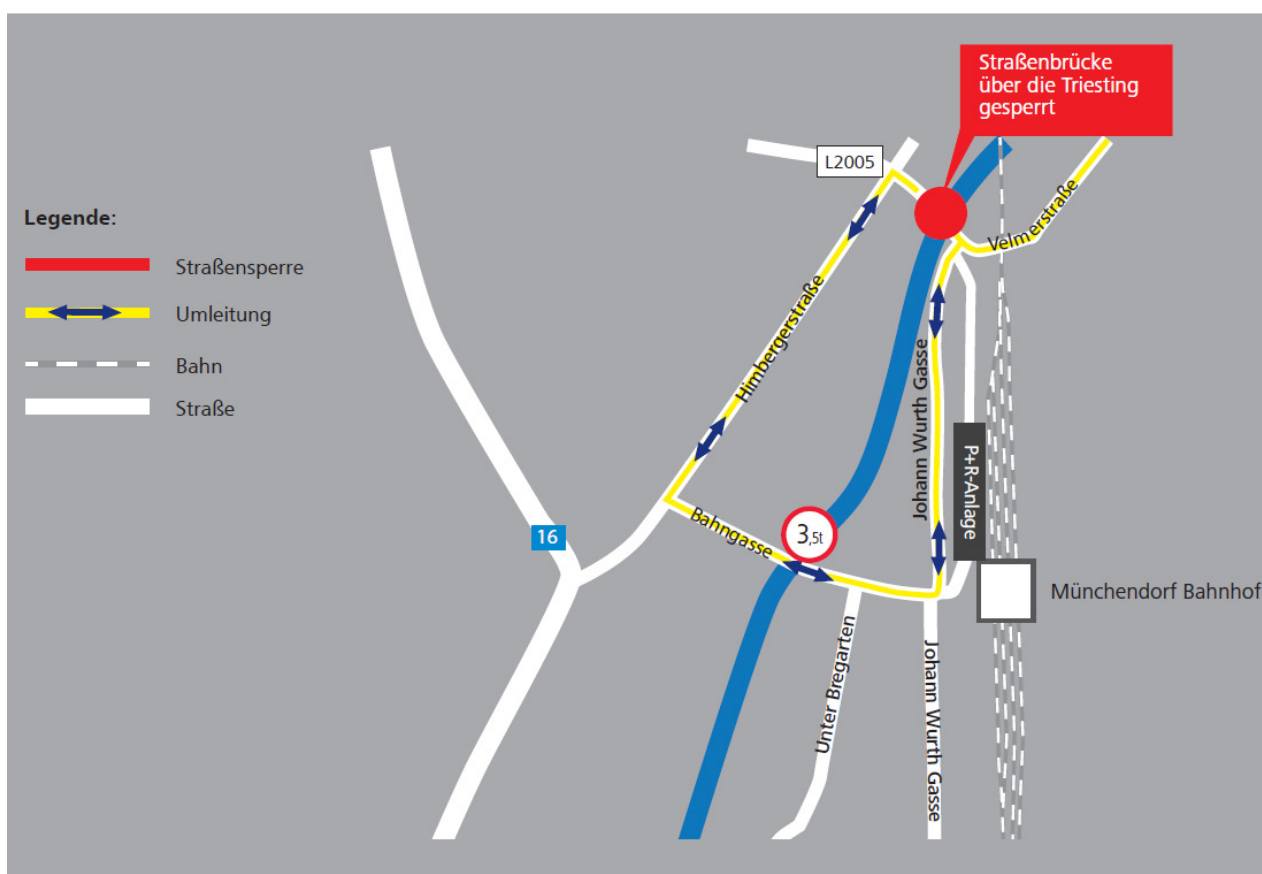 Straßenbrücke
über die Triesting
gesperrt
L2005
Velmerstraße
Legende:
Straßensperre
Umleitung
Bahn
Straße
Himbergerstraße
Johann Wurth Gasse
P+R-Anlage
16
Bahngasse
3,5t
Münchendorf Bahnhof
Unter Bregarten
Johann Wurth Gasse